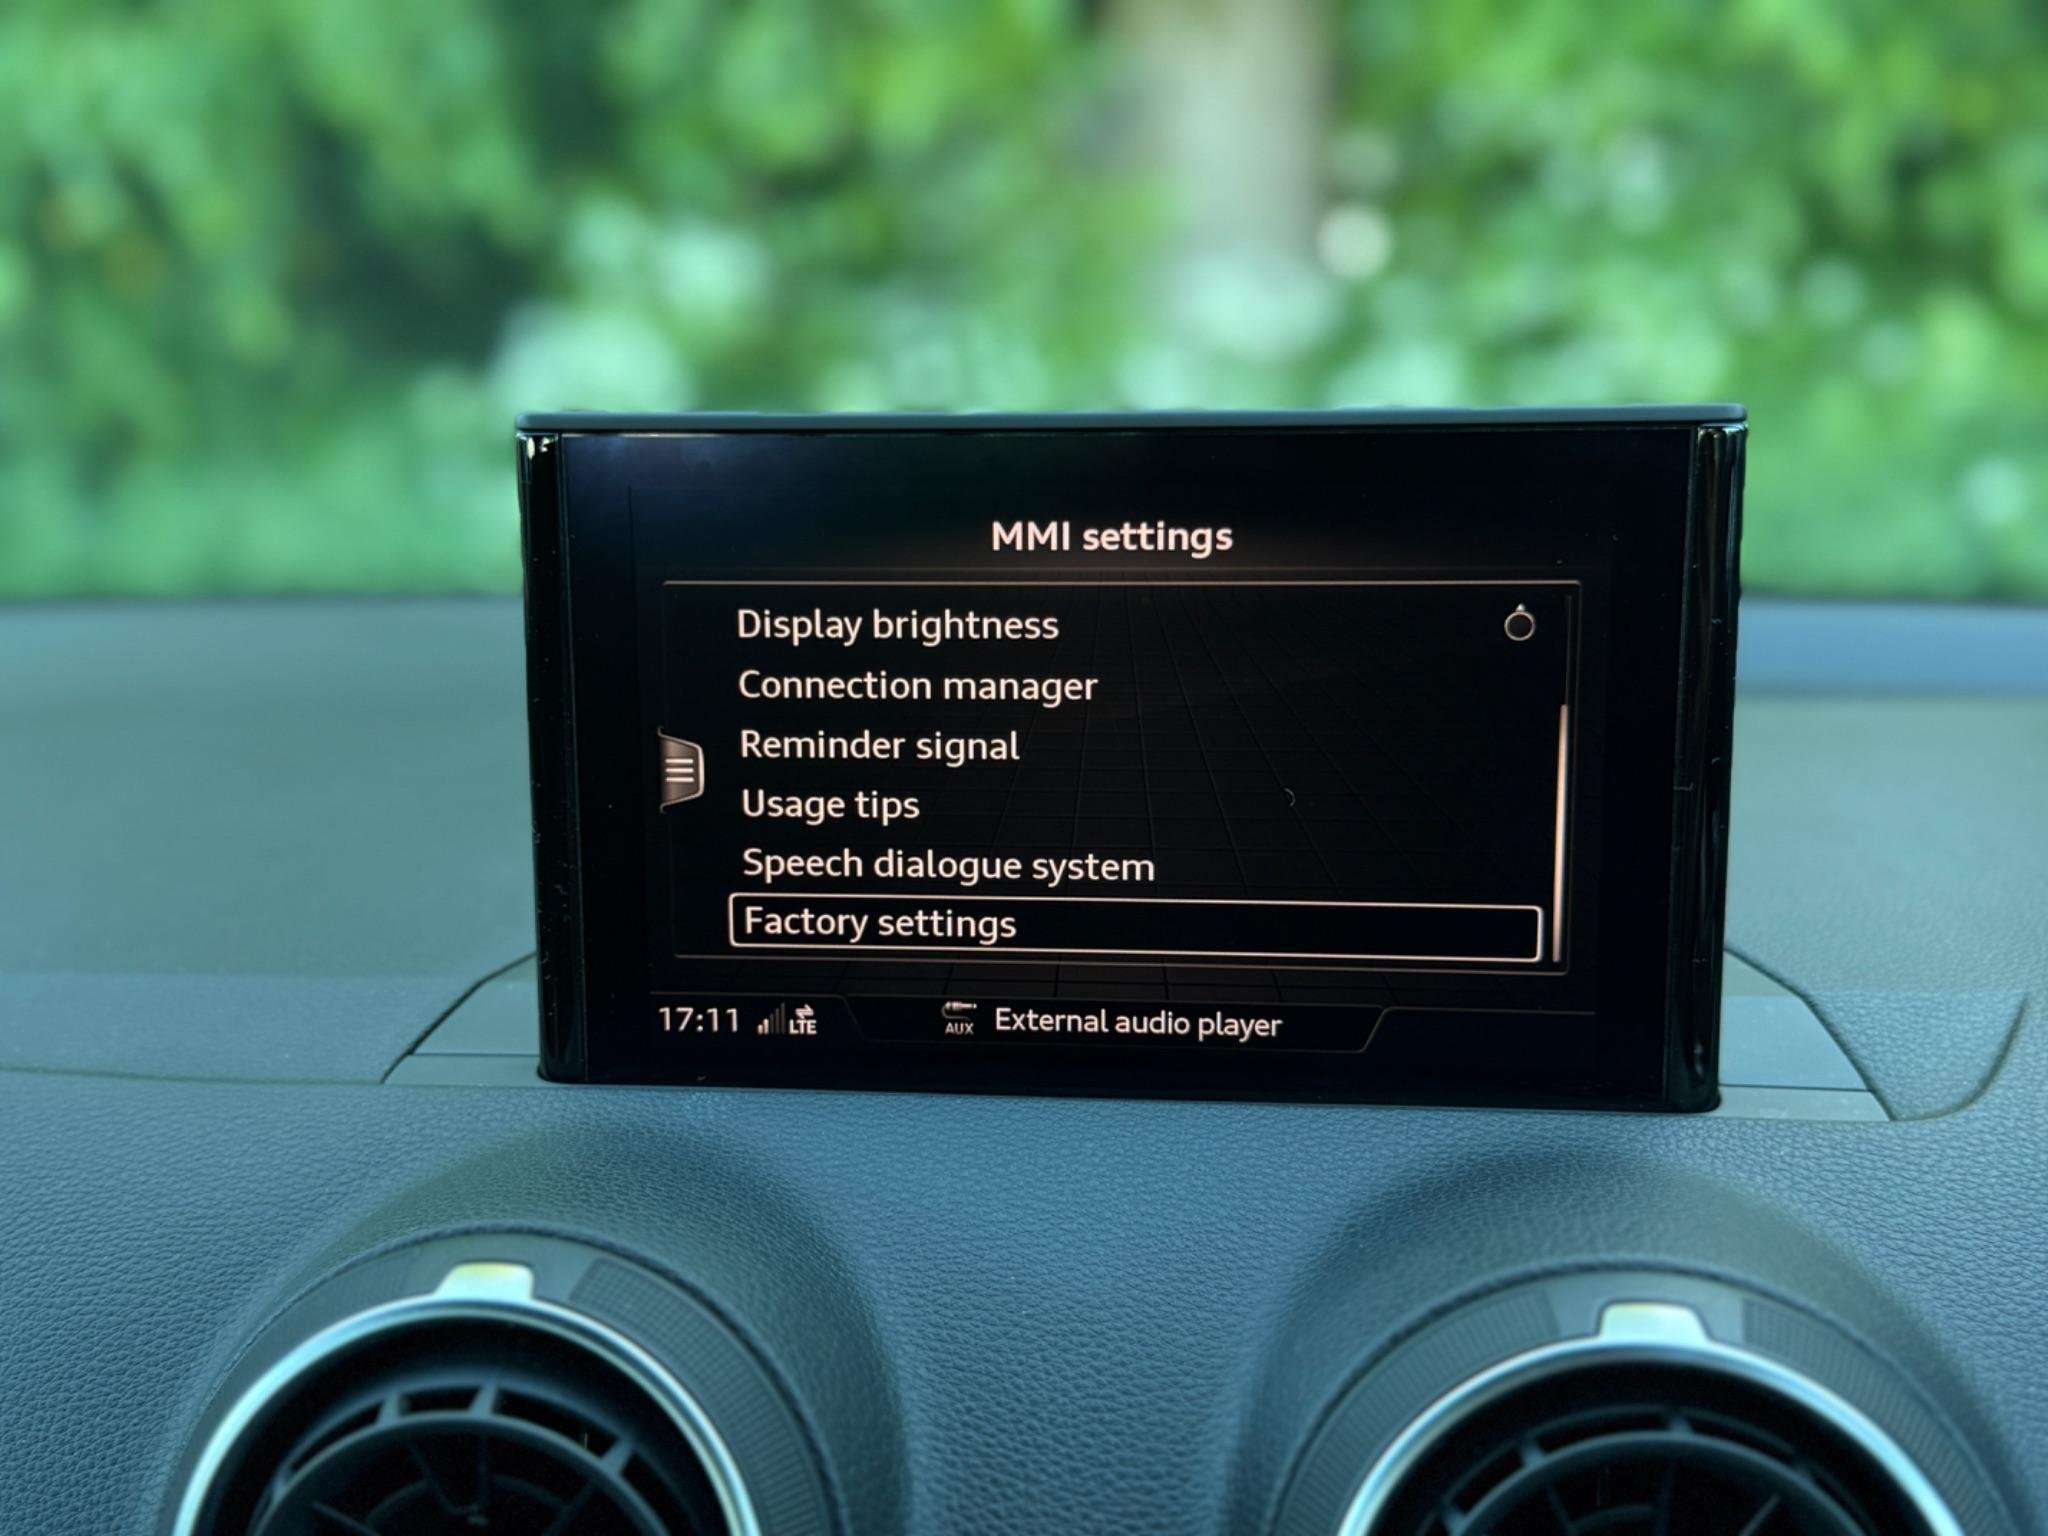 MMI settings
Display brightness
Connection manager
Reminder signal
Usage tips
Speech dialogue system
Factory settings
17:11 LTE AUX External audio player